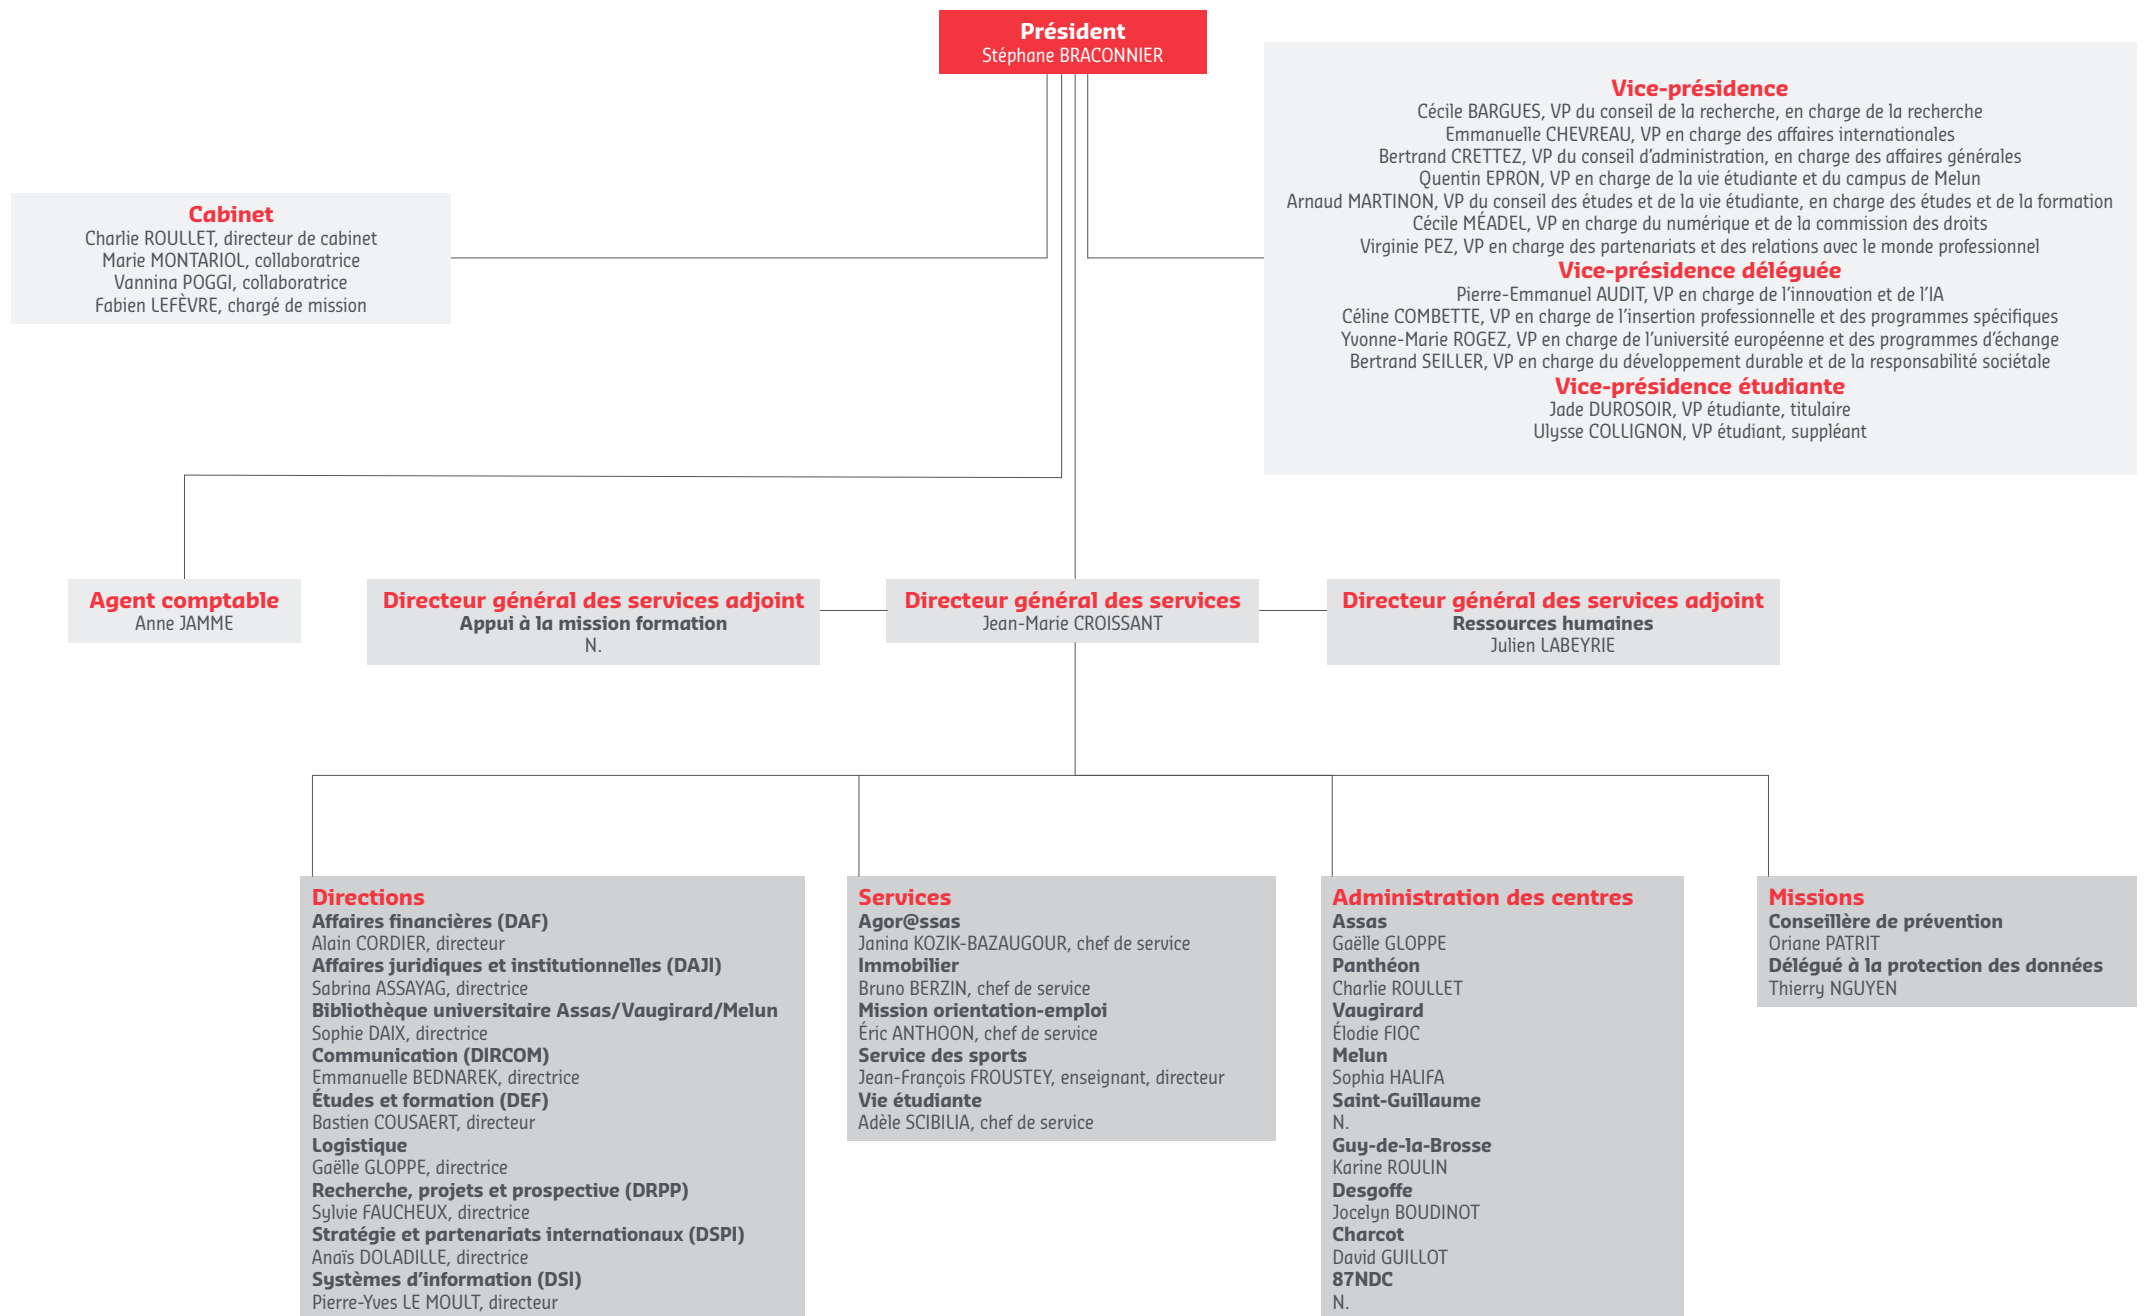 Président
Stéphane BRACONNIER
Vice-présidence
Cécile BARGUES, VP du conseil de la recherche, en charge de la recherche
Emmanuelle CHEVREAU, VP en charge des affaires internationales
Bertrand CRETTEZ, VP du conseil d'administration, en charge des affaires générales
Quentin EPRON, VP en charge de la vie étudiante et du campus de Melun
Arnaud MARTINON, VP du conseil des études et de la vie étudiante, en charge des études et de la formation
Cécile MÉADEL, VP en charge du numérique et de la commission des droits
Virginie PEZ, VP en charge des partenariats et des relations avec le monde professionnel
Vice-présidence déléguée
Pierre-Emmanuel AUDIT, VP en charge de l'innovation et de l'IA
Céline COMBETTE, VP en charge de l'insertion professionnelle et des programmes spécifiques
Yvonne-Marie ROGEZ, VP en charge de l'université européenne et des programmes d'échange
Bertrand SEILLER, VP en charge du développement durable et de la responsabilité sociétale
Vice-présidence étudiante
Jade DUROSOIR, VP étudiante, titulaire
Ulysse COLLIGNON, VP étudiant, suppléant
Cabinet
Charlie ROULLET, directeur de cabinet
Marie MONTARIOL, collaboratrice
Vannina POGGI, collaboratrice
Fabien LEFÈVRE, chargé de mission
Agent comptable
Anne JAMME
Directeur général des services adjoint
Appui à la mission formation
N.
Directeur général des services
Jean-Marie CROISSANT
Directeur général des services adjoint
Ressources humaines
Julien LABEYRIE
Directions
Affaires financières (DAF)
Alain CORDIER, directeur
Affaires juridiques et institutionnelles (DAJI)
Sabrina ASSAYAG, directrice
Bibliothèque universitaire Assas/Vaugirard/Melun
Sophie DAIX, directrice
Communication (DIRCOM)
Emmanuelle BEDNAREK, directrice
Études et formation (DEF)
Bastien COUSAERT, directeur
Logistique
Gaëlle GLOPPE, directrice
Recherche, projets et prospective (DRPP)
Sylvie FAUCHEUX, directrice
Stratégie et partenariats internationaux (DSPI)
Anaïs DOLADILLE, directrice
Systèmes d'information (DSI)
Pierre-Yves LE MOULT, directeur
Services
Agor@ssas
Janina KOZIK-BAZAUGOUR, chef de service
Immobilier
Bruno BERZIN, chef de service
Mission orientation-emploi
Éric ANTHOON, chef de service
Service des sports
Jean-François FROUSTEY, enseignant, directeur
Vie étudiante
Adèle SCIBILIA, chef de service
Administration des centres
Assas
Gaëlle GLOPPE
Panthéon
Charlie ROULLET
Vaugirard
Élodie FIOC
Melun
Sophia HALIFA
Saint-Guillaume
N.
Guy-de-la-Brosse
Karine ROULIN
Desgoffe
Jocelyn BOUDINOT
Charcot
David GUILLOT
87NDC
N.
Missions
Conseillère de prévention
Oriane PATRIT
Délégué à la protection des données
Thierry NGUYEN